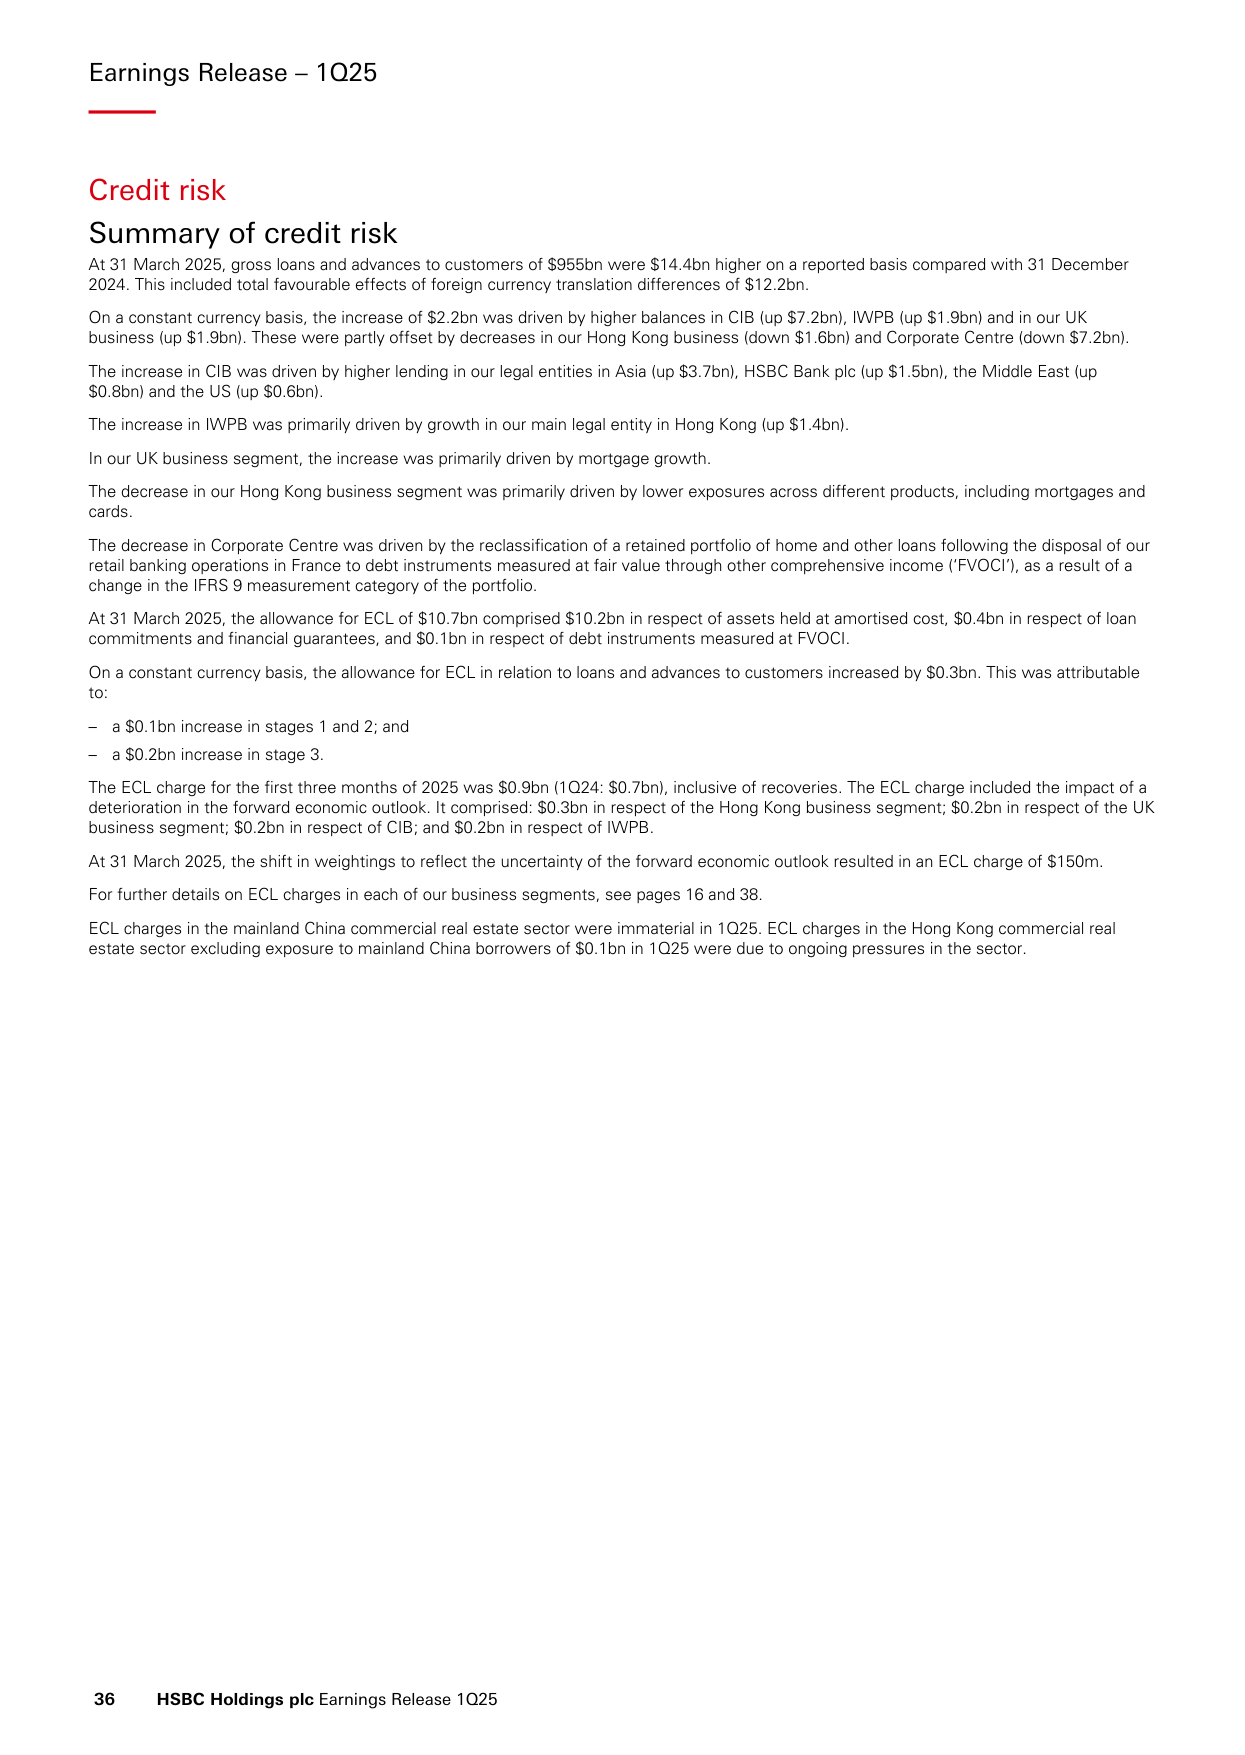 Earnings Release – 1Q25
Credit risk
Summary of credit risk
At 31 March 2025, gross loans and advances to customers of $955bn were $14.4bn higher on a reported basis compared with 31 December
2024. This included total favourable effects of foreign currency translation differences of $12.2bn.
On a constant currency basis, the increase of $2.2bn was driven by higher balances in CIB (up $7.2bn), IWPB (up $1.9bn) and in our UK
business (up $1.9bn). These were partly offset by decreases in our Hong Kong business (down $1.6bn) and Corporate Centre (down $7.2bn).
The increase in CIB was driven by higher lending in our legal entities in Asia (up $3.7bn), HSBC Bank plc (up $1.5bn), the Middle East (up
$0.8bn) and the US (up $0.6bn).
The increase in IWPB was primarily driven by growth in our main legal entity in Hong Kong (up $1.4bn).
In our UK business segment, the increase was primarily driven by mortgage growth.
The decrease in our Hong Kong business segment was primarily driven by lower exposures across different products, including mortgages and
cards.
The decrease in Corporate Centre was driven by the reclassification of a retained portfolio of home and other loans following the disposal of our
retail banking operations in France to debt instruments measured at fair value through other comprehensive income (‘FVOCI’), as a result of a
change in the IFRS 9 measurement category of the portfolio.
At 31 March 2025, the allowance for ECL of $10.7bn comprised $10.2bn in respect of assets held at amortised cost, $0.4bn in respect of loan
commitments and financial guarantees, and $0.1bn in respect of debt instruments measured at FVOCI.
On a constant currency basis, the allowance for ECL in relation to loans and advances to customers increased by $0.3bn. This was attributable
to:
– a $0.1bn increase in stages 1 and 2; and
– a $0.2bn increase in stage 3.
The ECL charge for the first three months of 2025 was $0.9bn (1Q24: $0.7bn), inclusive of recoveries. The ECL charge included the impact of a
deterioration in the forward economic outlook. It comprised: $0.3bn in respect of the Hong Kong business segment; $0.2bn in respect of the UK
business segment; $0.2bn in respect of CIB; and $0.2bn in respect of IWPB.
At 31 March 2025, the shift in weightings to reflect the uncertainty of the forward economic outlook resulted in an ECL charge of $150m.
For further details on ECL charges in each of our business segments, see pages 16 and 38.
ECL charges in the mainland China commercial real estate sector were immaterial in 1Q25. ECL charges in the Hong Kong commercial real
estate sector excluding exposure to mainland China borrowers of $0.1bn in 1Q25 were due to ongoing pressures in the sector.
36 HSBC Holdings plc Earnings Release 1Q25